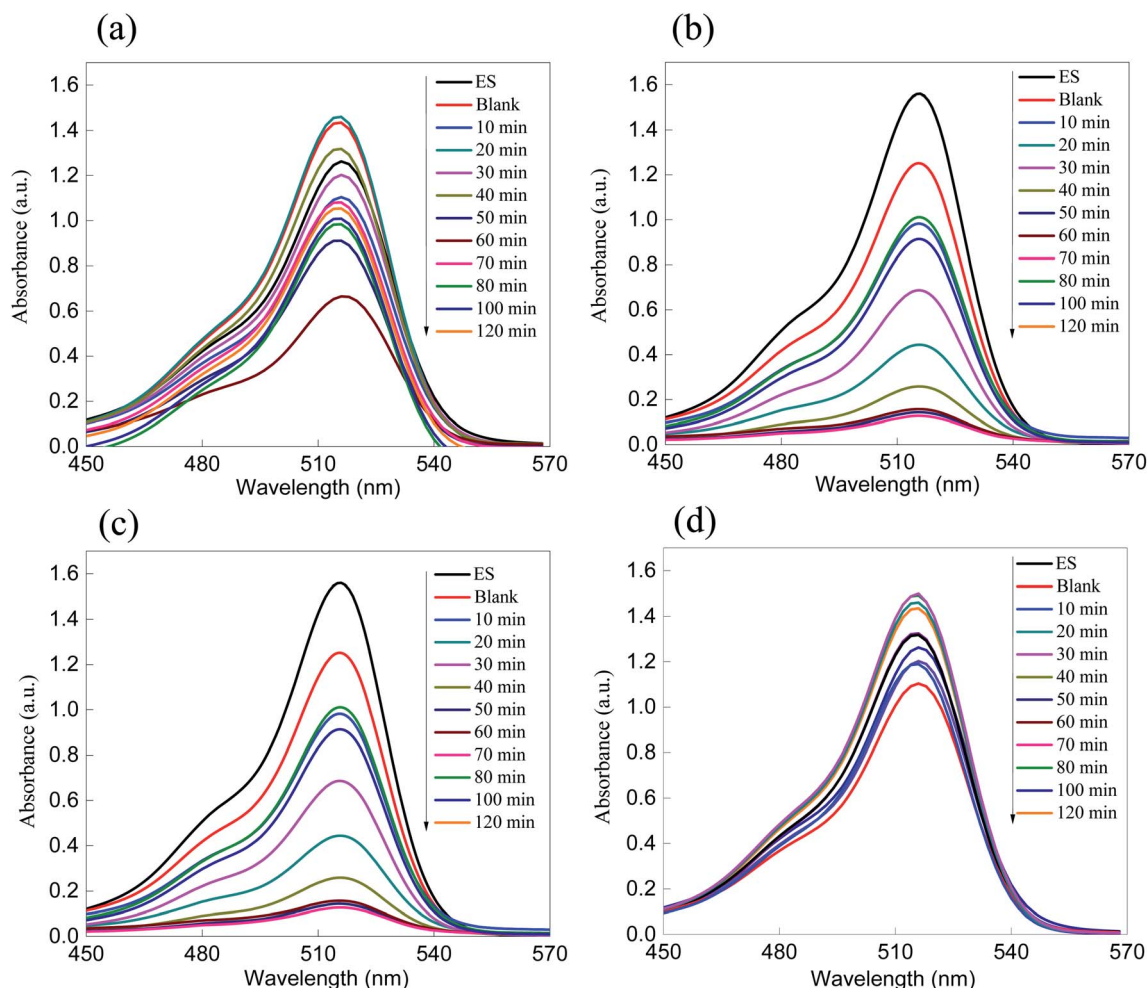 (a)
1.6
1.4
1.2
1.0
0.8
0.6
0.4
0.2
0.0
Absorbance (a.u.)
450 480 510 540 570
Wavelength (nm)
ES
Blank
10 min
20 min
30 min
40 min
50 min
60 min
70 min
80 min
100 min
120 min
(b)
1.6
1.4
1.2
1.0
0.8
0.6
0.4
0.2
0.0
Absorbance (a.u.)
450 480 510 540 570
Wavelength (nm)
ES
Blank
10 min
20 min
30 min
40 min
50 min
60 min
70 min
80 min
100 min
120 min
(c)
1.6
1.4
1.2
1.0
0.8
0.6
0.4
0.2
0.0
Absorbance (a.u.)
450 480 510 540 570
Wavelength (nm)
ES
Blank
10 min
20 min
30 min
40 min
50 min
60 min
70 min
80 min
100 min
120 min
(d)
1.6
1.4
1.2
1.0
0.8
0.6
0.4
0.2
0.0
Absorbance (a.u.)
450 480 510 540 570
Wavelength (nm)
ES
Blank
10 min
20 min
30 min
40 min
50 min
60 min
70 min
80 min
100 min
120 min